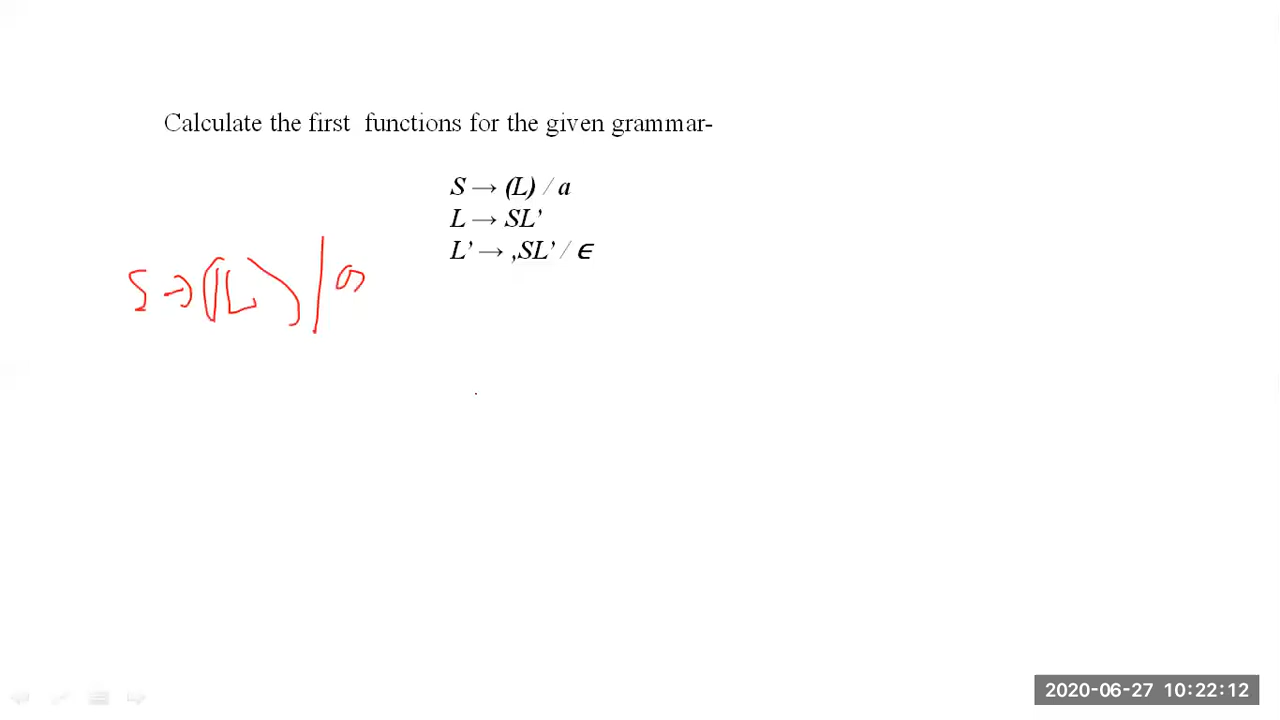 Calculate the first functions for the given grammar-
S → (L) / a
L → SL’
L’ → ,SL’ / ϵ
S → (L) | a
2020-06-27 10:22:12